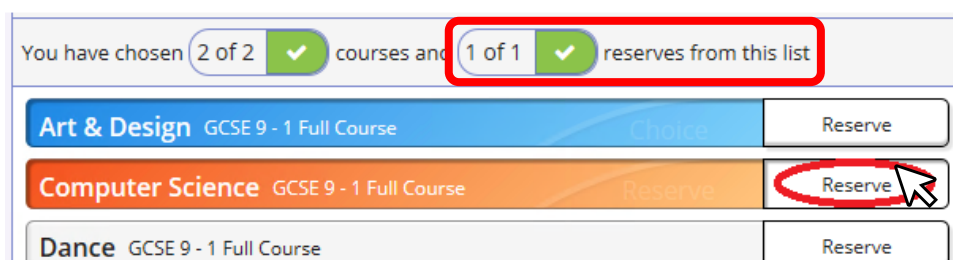 You have chosen 2 of 2 courses and 1 of 1 reserves from this list
Art & Design GCSE 9 - 1 Full Course Choice Reserve
Computer Science GCSE 9 - 1 Full Course Reserve Reserve
Dance GCSE 9 - 1 Full Course Reserve